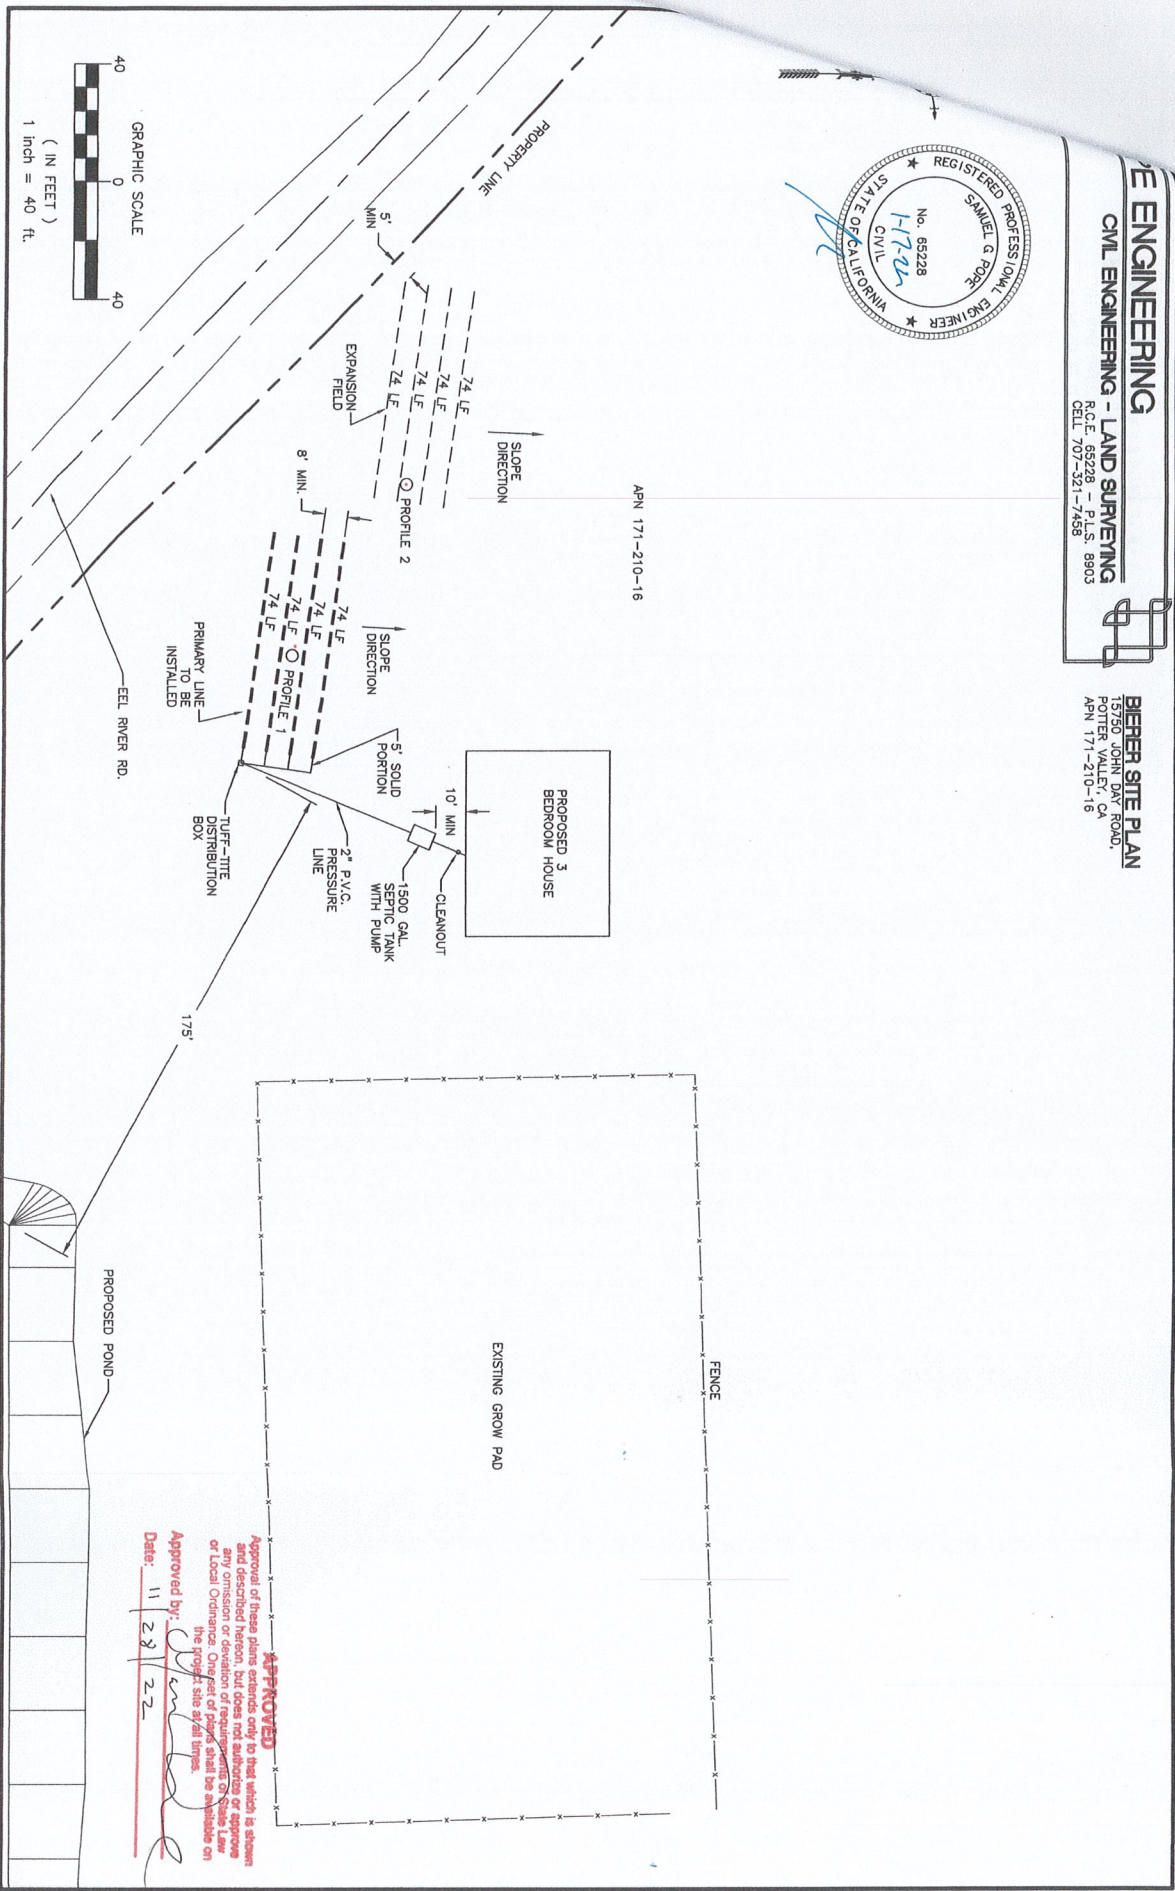 PE ENGINEERING
CIVIL ENGINEERING - LAND SURVEYING
R.C.E. 65228 - P.L.S. 8903
CELL 707-321-7458
BIERER SITE PLAN
15750 JOHN DAY ROAD,
POTTER VALLEY, CA
APN 171-210-16
REGISTERED PROFESSIONAL ENGINEER
SAMUEL G POPE
No. 65228
CIVIL
STATE OF CALIFORNIA
APN 171-210-16
PROPERTY LINE
5'
MIN
SLOPE
DIRECTION
74 LF
74 LF
74 LF
74 LF
EXPANSION
FIELD
PROFILE 2
8' MIN.
SLOPE
DIRECTION
74 LF
74 LF
74 LF
74 LF
PROFILE 1
PRIMARY LINE
TO BE
INSTALLED
EEL RIVER RD.
5' SOLID
PORTION
PROPOSED 3
BEDROOM HOUSE
10' MIN
CLEANOUT
1500 GAL.
SEPTIC TANK
WITH PUMP
2" P.V.C.
PRESSURE
LINE
TUFF-TITE
DISTRIBUTION
BOX
175'
FENCE
EXISTING GROW PAD
PROPOSED POND
GRAPHIC SCALE
40 0 40
( IN FEET )
1 inch = 40 ft.
APPROVED
Approval of these plans extends only to that which is shown
and described hereon, but does not authorize or approve
any omission or deviation of requirements of State Law
or Local Ordinance. One set of plans shall be available on
the project site at all times.
Approved by:
Date: 11/28/22